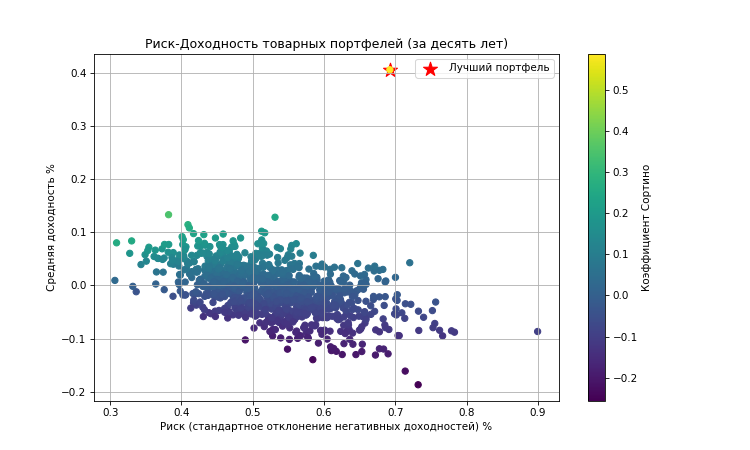 Риск-Доходность товарных портфелей (за десять лет)
Лучший портфель
Средняя доходность %
0.4
0.3
0.2
0.1
0.0
−0.1
−0.2
0.3 0.4 0.5 0.6 0.7 0.8 0.9
Риск (стандартное отклонение негативных доходностей) %
0.5
0.4
0.3
0.2
0.1
0.0
−0.1
−0.2
Коэффициент Сортино